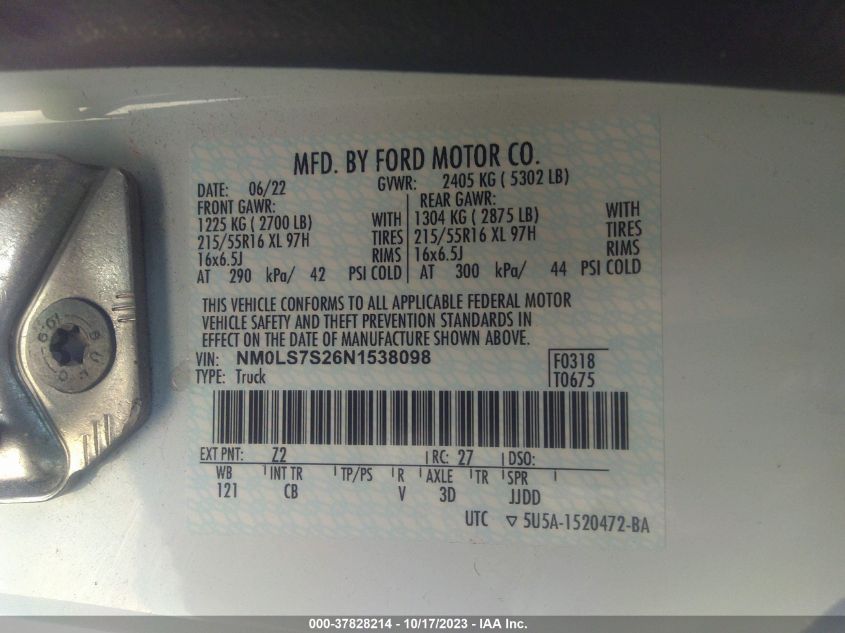 MFD. BY FORD MOTOR CO.
DATE: 06/22 GVWR: 2405 KG ( 5302 LB)
FRONT GAWR: REAR GAWR:
1225 KG ( 2700 LB) WITH 1304 KG ( 2875 LB) WITH
215/55R16 XL 97H TIRES 215/55R16 XL 97H TIRES
16x6.5J RIMS 16x6.5J RIMS
AT 290 kPa/ 42 PSI COLD AT 300 kPa/ 44 PSI COLD
THIS VEHICLE CONFORMS TO ALL APPLICABLE FEDERAL MOTOR
VEHICLE SAFETY AND THEFT PREVENTION STANDARDS IN
EFFECT ON THE DATE OF MANUFACTURE SHOWN ABOVE.
VIN: NM0LS7S26N1538098 F0318
TYPE: Truck T0675
EXT PNT: Z2 RC: 27 DSO:
WB INT TR TP/PS R AXLE TR SPR
121 CB V 3D JJDD
UTC ▽ 5U5A-1520472-BA
10.9
000-37828214 - 10/17/2023 - IAA Inc.